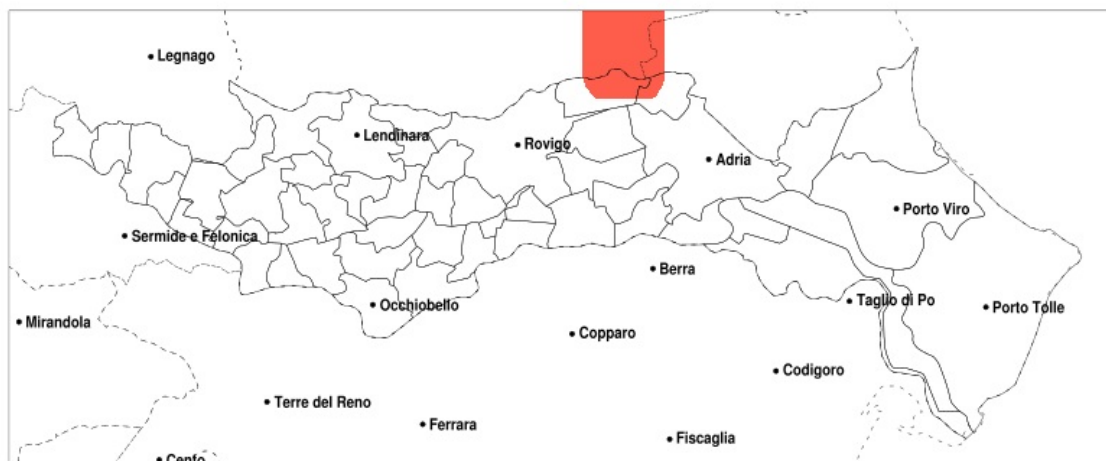 Legnago
Lendinara
Rovigo
Adria
Porto Viro
Sermide e Felonica
Berra
Occhiobello
Taglio di Po
Porto Tolle
Mirandola
Copparo
Codigoro
Terre del Reno
Ferrara
Fiscaglia
Cento